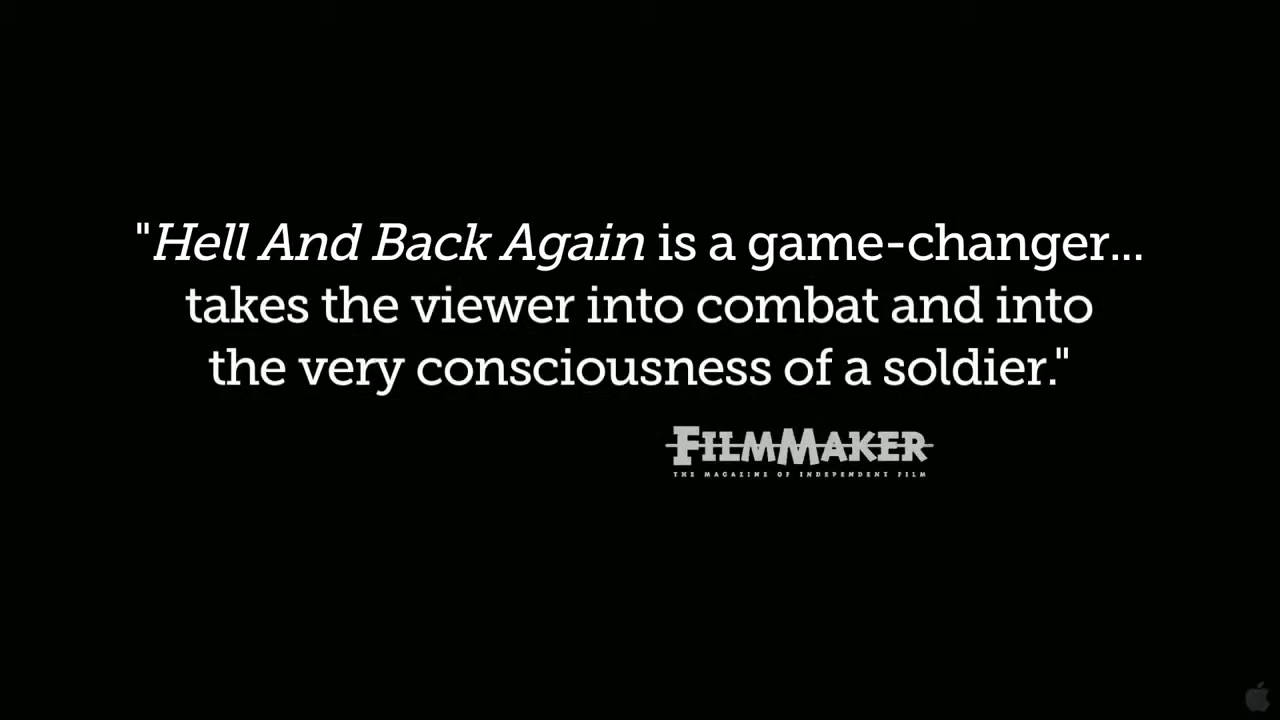 "Hell And Back Again is a game-changer...
takes the viewer into combat and into
the very consciousness of a soldier."
FILMMAKER
THE MAGAZINE OF INDEPENDENT FILM